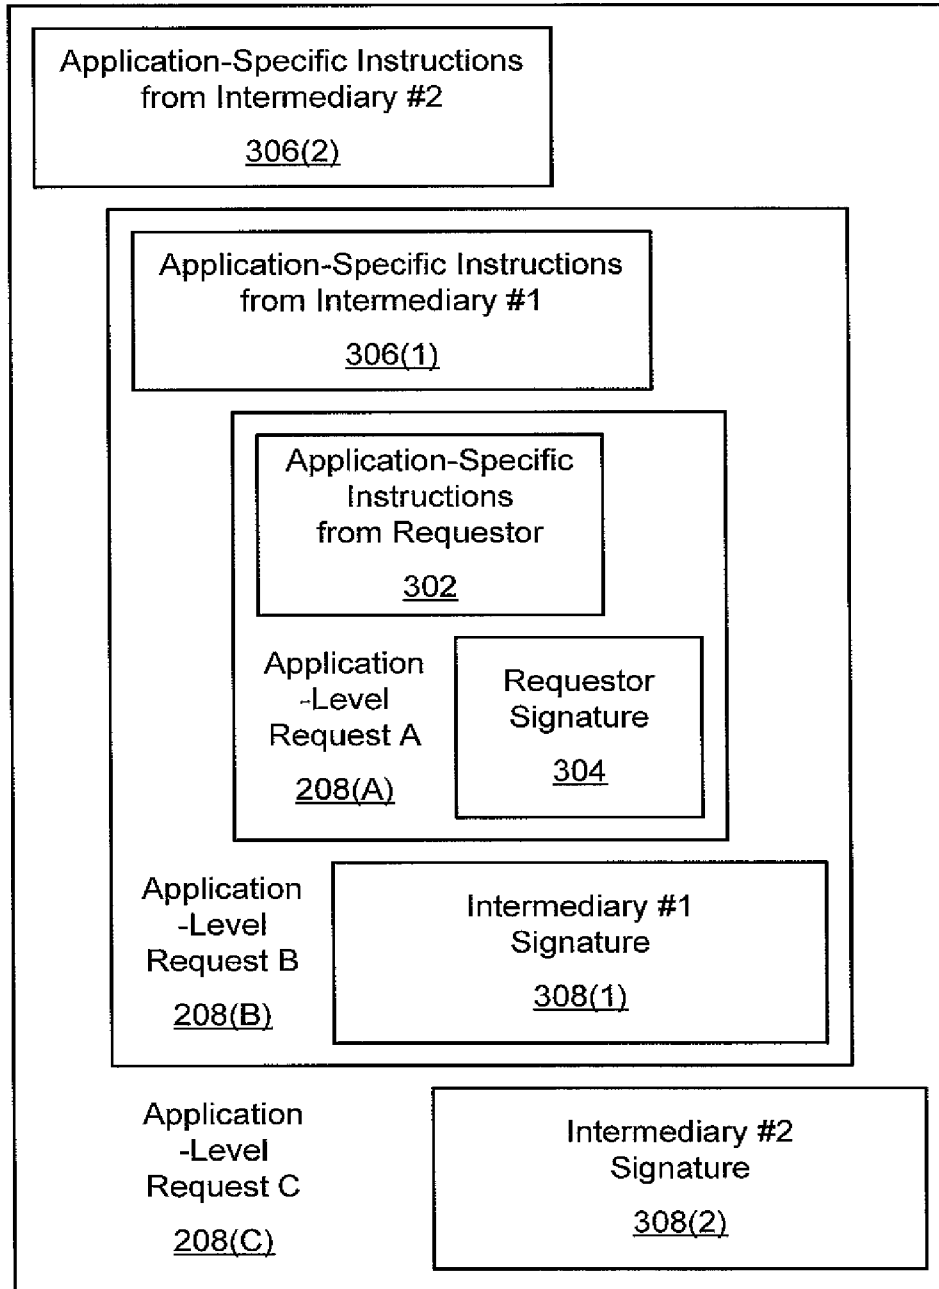 Application-Specific Instructions
from Intermediary #2
306(2)
Application-Specific Instructions
from Intermediary #1
306(1)
Application-Specific
Instructions
from Requestor
302
Application
-Level
Request A
208(A)
Requestor
Signature
304
Application
-Level
Request B
208(B)
Intermediary #1
Signature
308(1)
Application
-Level
Request C
208(C)
Intermediary #2
Signature
308(2)